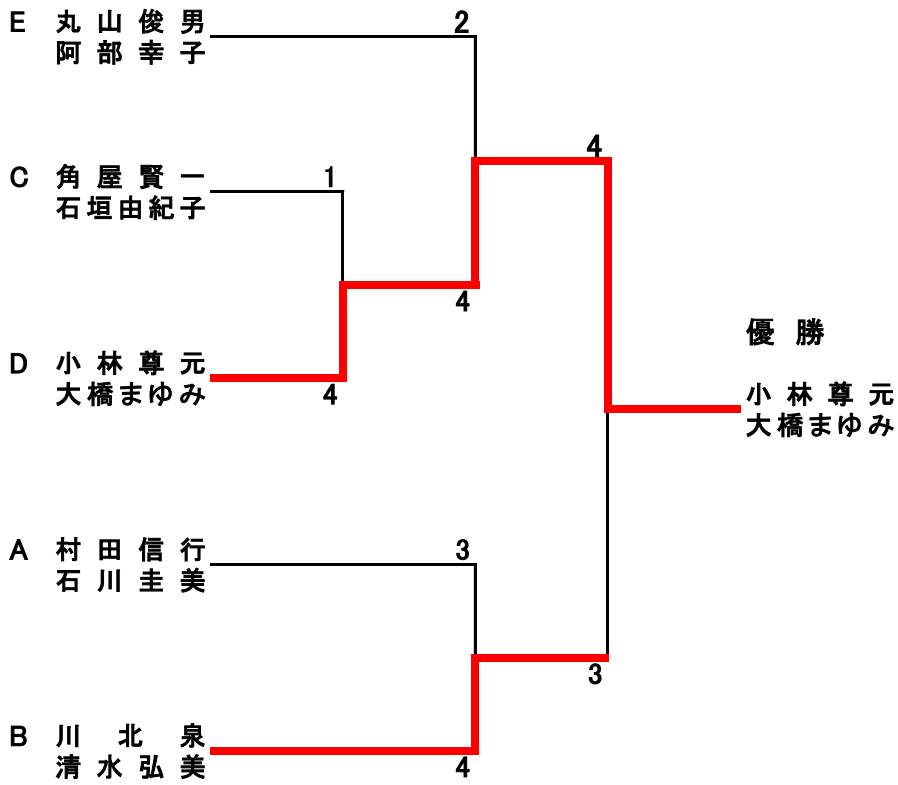 E 丸山俊男 2
阿部幸子
4
C 角屋賢一 1
石垣由紀子
4
優勝
D 小林尊元
大橋まゆみ 4
小林尊元
大橋まゆみ
A 村田信行 3
石川圭美
3
B 川北泉
清水弘美 4